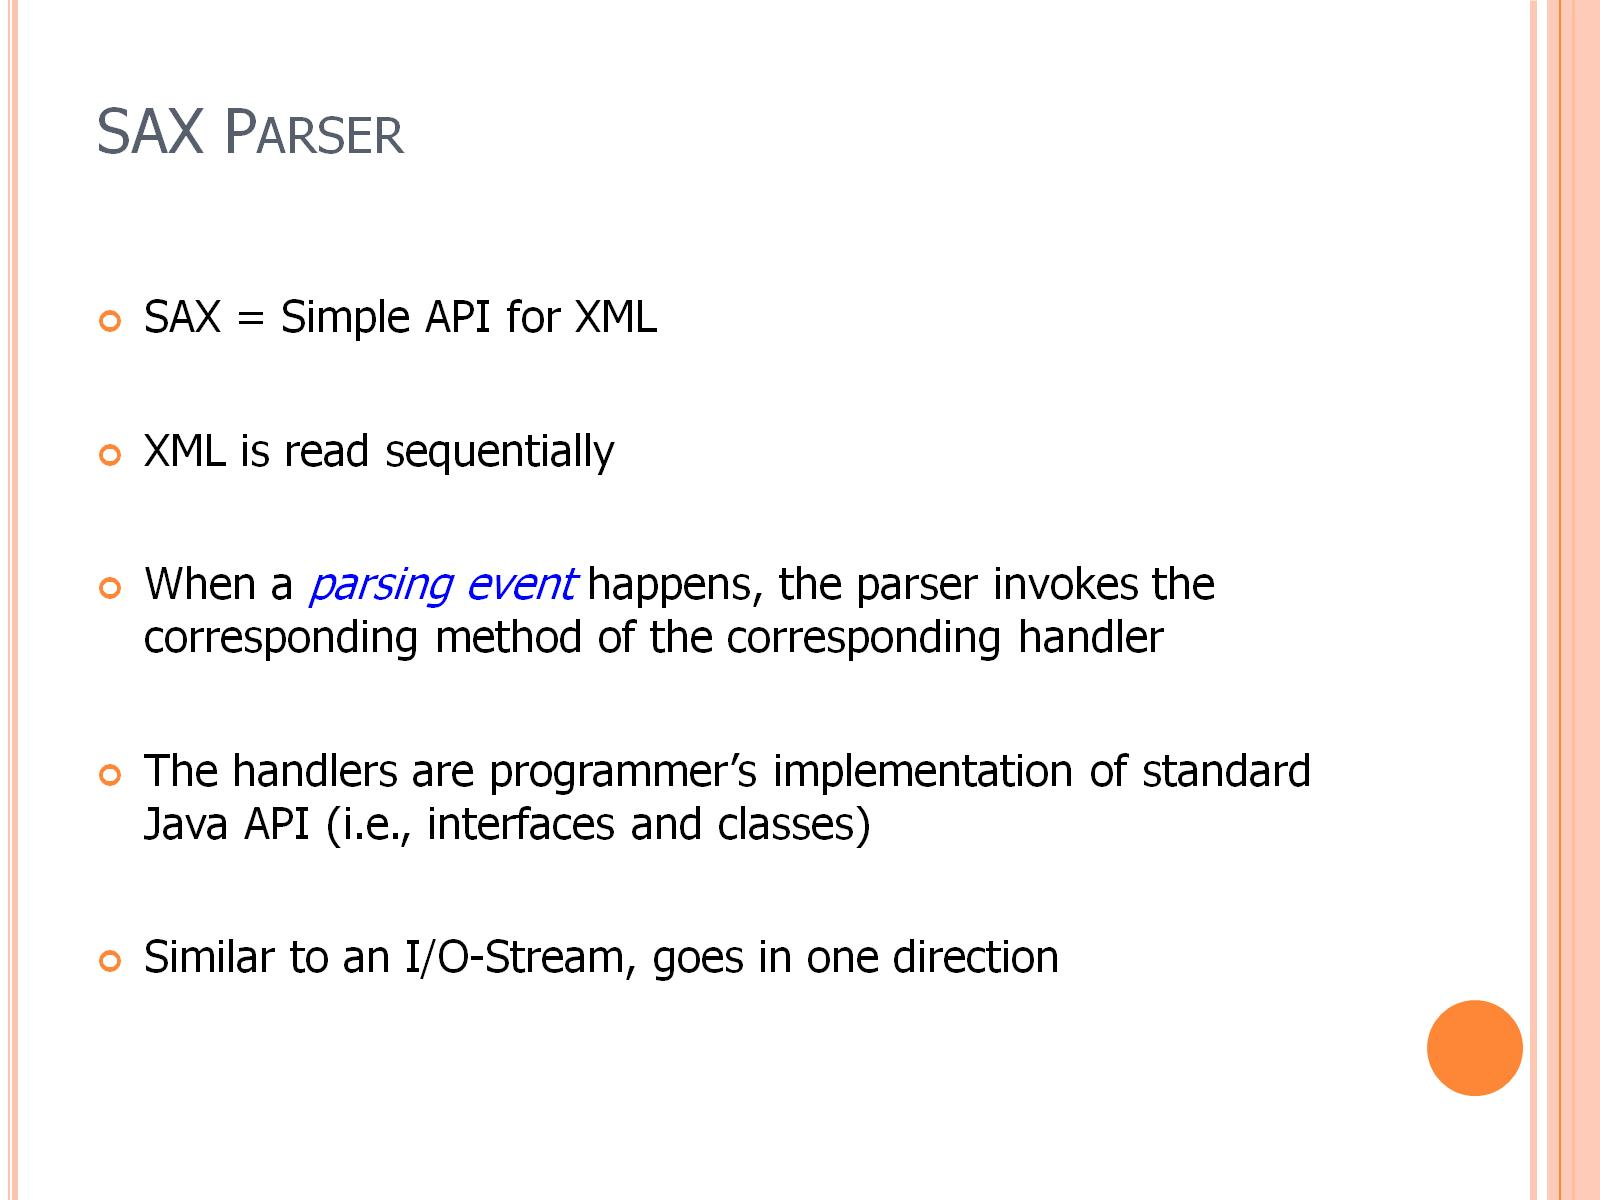 SAX PARSER
SAX = Simple API for XML
XML is read sequentially
When a parsing event happens, the parser invokes the
corresponding method of the corresponding handler
The handlers are programmer’s implementation of standard
Java API (i.e., interfaces and classes)
Similar to an I/O-Stream, goes in one direction